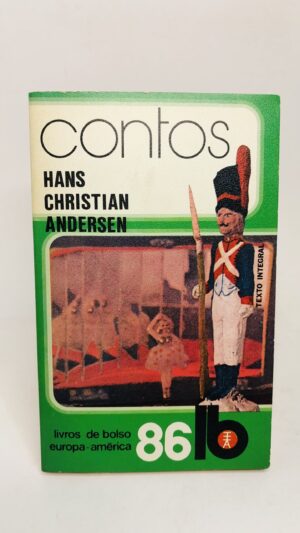 contos
HANS
CHRISTIAN
ANDERSEN
TEXTO INTEGRAL
livros de bolso
europa-américa
86 lb